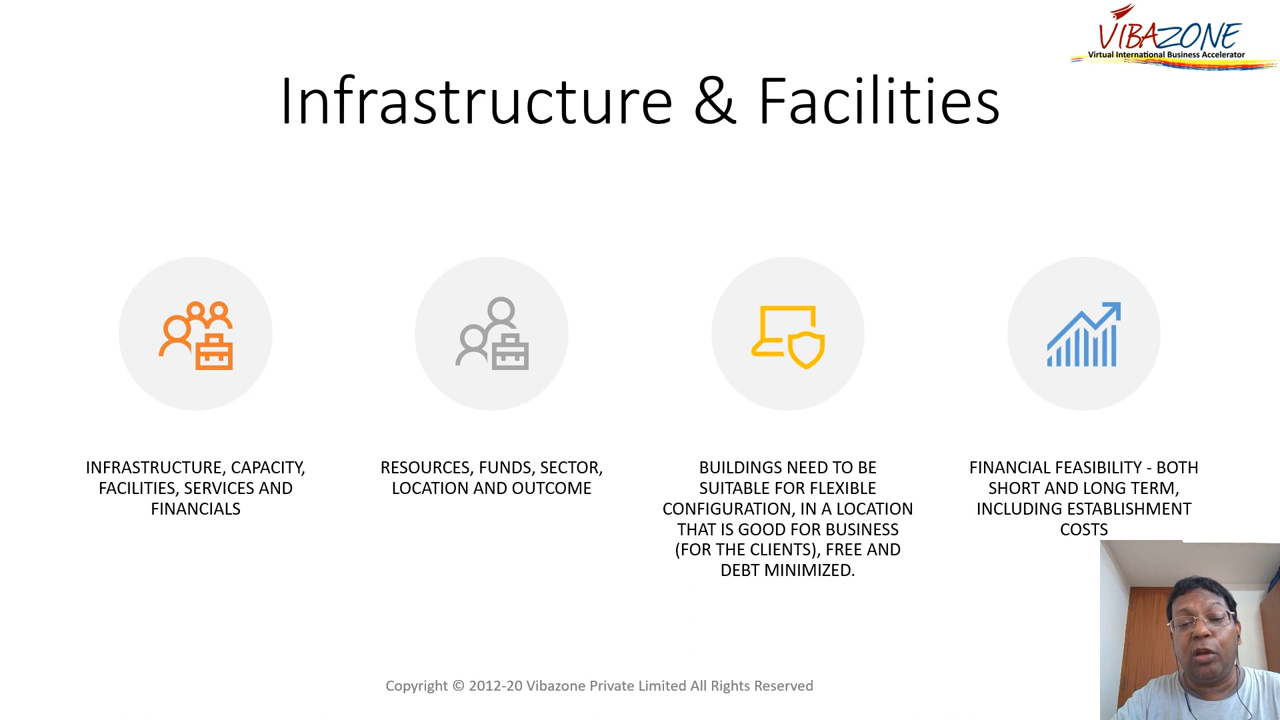 VIBAZONE
Virtual International Business Accelerator
Infrastructure & Facilities
INFRASTRUCTURE, CAPACITY,
FACILITIES, SERVICES AND
FINANCIALS
RESOURCES, FUNDS, SECTOR,
LOCATION AND OUTCOME
BUILDINGS NEED TO BE
SUITABLE FOR FLEXIBLE
CONFIGURATION, IN A LOCATION
THAT IS GOOD FOR BUSINESS
(FOR THE CLIENTS), FREE AND
DEBT MINIMIZED.
FINANCIAL FEASIBILITY - BOTH
SHORT AND LONG TERM,
INCLUDING ESTABLISHMENT
COSTS
Copyright © 2012-20 Vibazone Private Limited All Rights Reserved